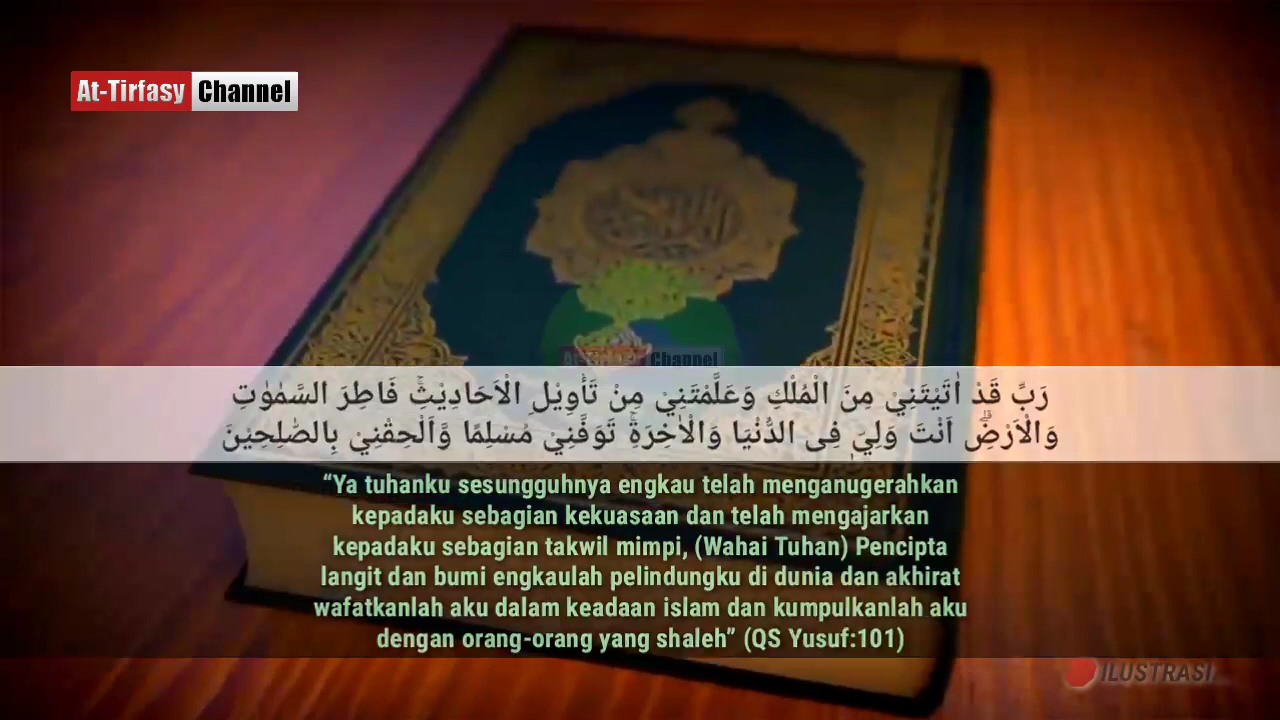 At-Tirfasy Channel
At-Tirfasy Channel
رَبِّ قَدْ اٰتَيْتَنِيْ مِنَ الْمُلْكِ وَعَلَّمْتَنِيْ مِنْ تَأْوِيْلِ الْاَحَادِيْثِۚ فَاطِرَ السَّمٰوٰتِ
وَالْاَرْضِۗ اَنْتَ وَلِيّٖ فِى الدُّنْيَا وَالْاٰخِرَةِۚ تَوَفَّنِيْ مُسْلِمًا وَّاَلْحِقْنِيْ بِالصّٰلِحِيْنَ
“Ya tuhanku sesungguhnya engkau telah menganugerahkan
kepadaku sebagian kekuasaan dan telah mengajarkan
kepadaku sebagian takwil mimpi, (Wahai Tuhan) Pencipta
langit dan bumi engkaulah pelindungku di dunia dan akhirat
wafatkanlah aku dalam keadaan islam dan kumpulkanlah aku
dengan orang-orang yang shaleh” (QS Yusuf:101)
ILUSTRASI